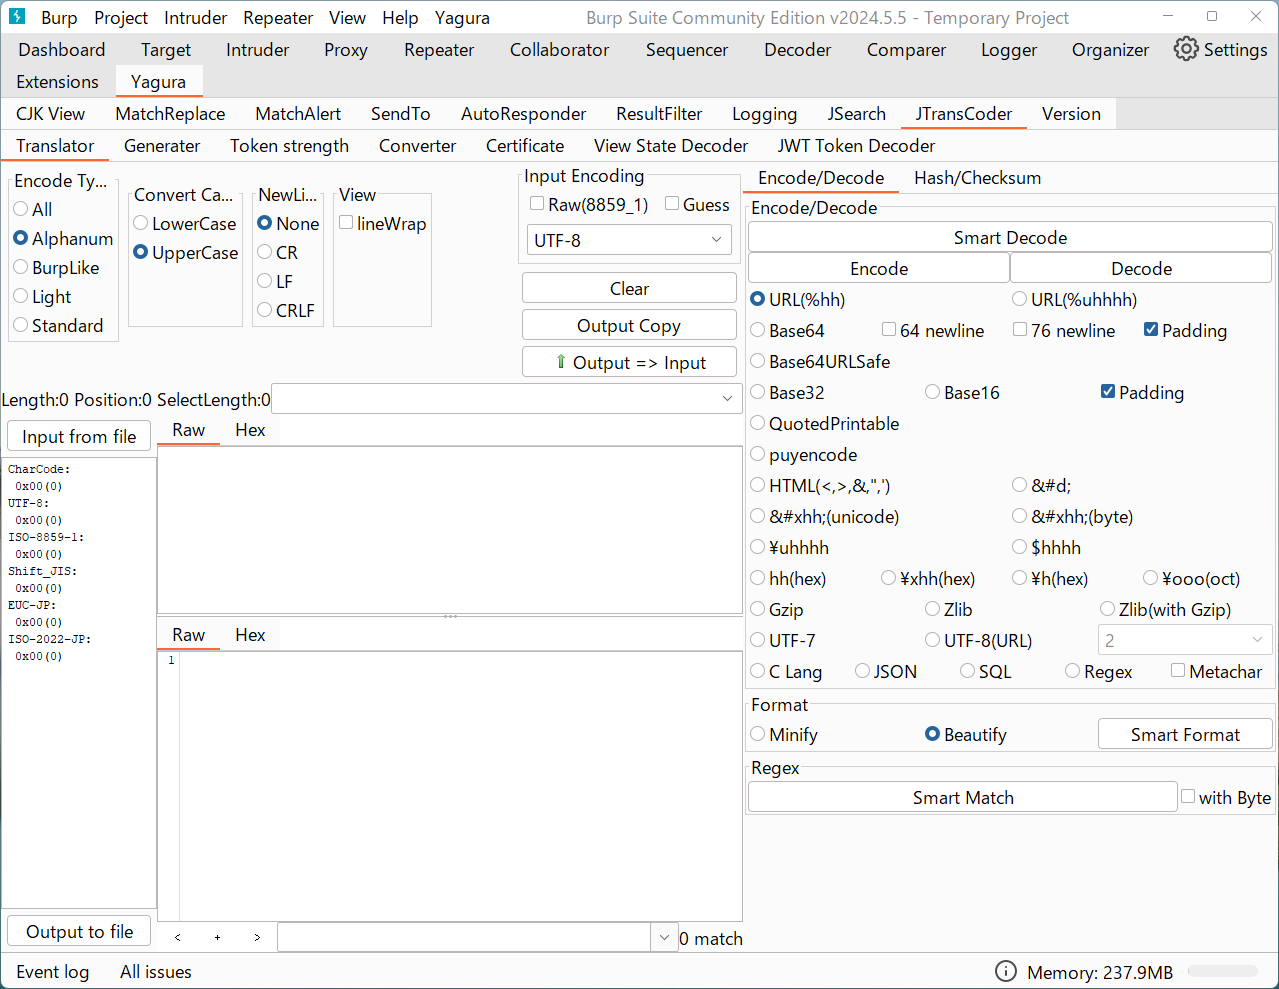 Burp Project Intruder Repeater View Help Yagura Burp Suite Community Edition v2024.5.5 - Temporary Project
Dashboard Target Intruder Proxy Repeater Collaborator Sequencer Decoder Comparer Logger Organizer Settings
Extensions Yagura
CJK View MatchReplace MatchAlert SendTo AutoResponder ResultFilter Logging JSearch JTransCoder Version
Translator Generater Token strength Converter Certificate View State Decoder JWT Token Decoder
Encode Ty...
All
Alphanum
BurpLike
Light
Standard
Convert Ca...
LowerCase
UpperCase
NewLi...
None
CR
LF
CRLF
View
lineWrap
Input Encoding
Raw(8859_1) Guess
UTF-8
Clear
Output Copy
Output => Input
Length:0 Position:0 SelectLength:0
Input from file
Raw Hex
CharCode:
0x00(0)
UTF-8:
0x00(0)
ISO-8859-1:
0x00(0)
Shift_JIS:
0x00(0)
EUC-JP:
0x00(0)
ISO-2022-JP:
0x00(0)
Raw Hex
1
Output to file
< + > 0 match
Encode/Decode Hash/Checksum
Encode/Decode
Smart Decode
Encode Decode
URL(%hh) URL(%uhhhh)
Base64 64 newline 76 newline Padding
Base64URLSafe
Base32 Base16 Padding
QuotedPrintable
puyencode
HTML(<,>,&,",') &#d;
&#xhh;(unicode) &#xhh;(byte)
¥uhhhh $hhhh
hh(hex) ¥xhh(hex) ¥h(hex) ¥ooo(oct)
Gzip Zlib Zlib(with Gzip)
UTF-7 UTF-8(URL) 2
C Lang JSON SQL Regex Metachar
Format
Minify Beautify Smart Format
Regex
Smart Match with Byte
Event log All issues Memory: 237.9MB